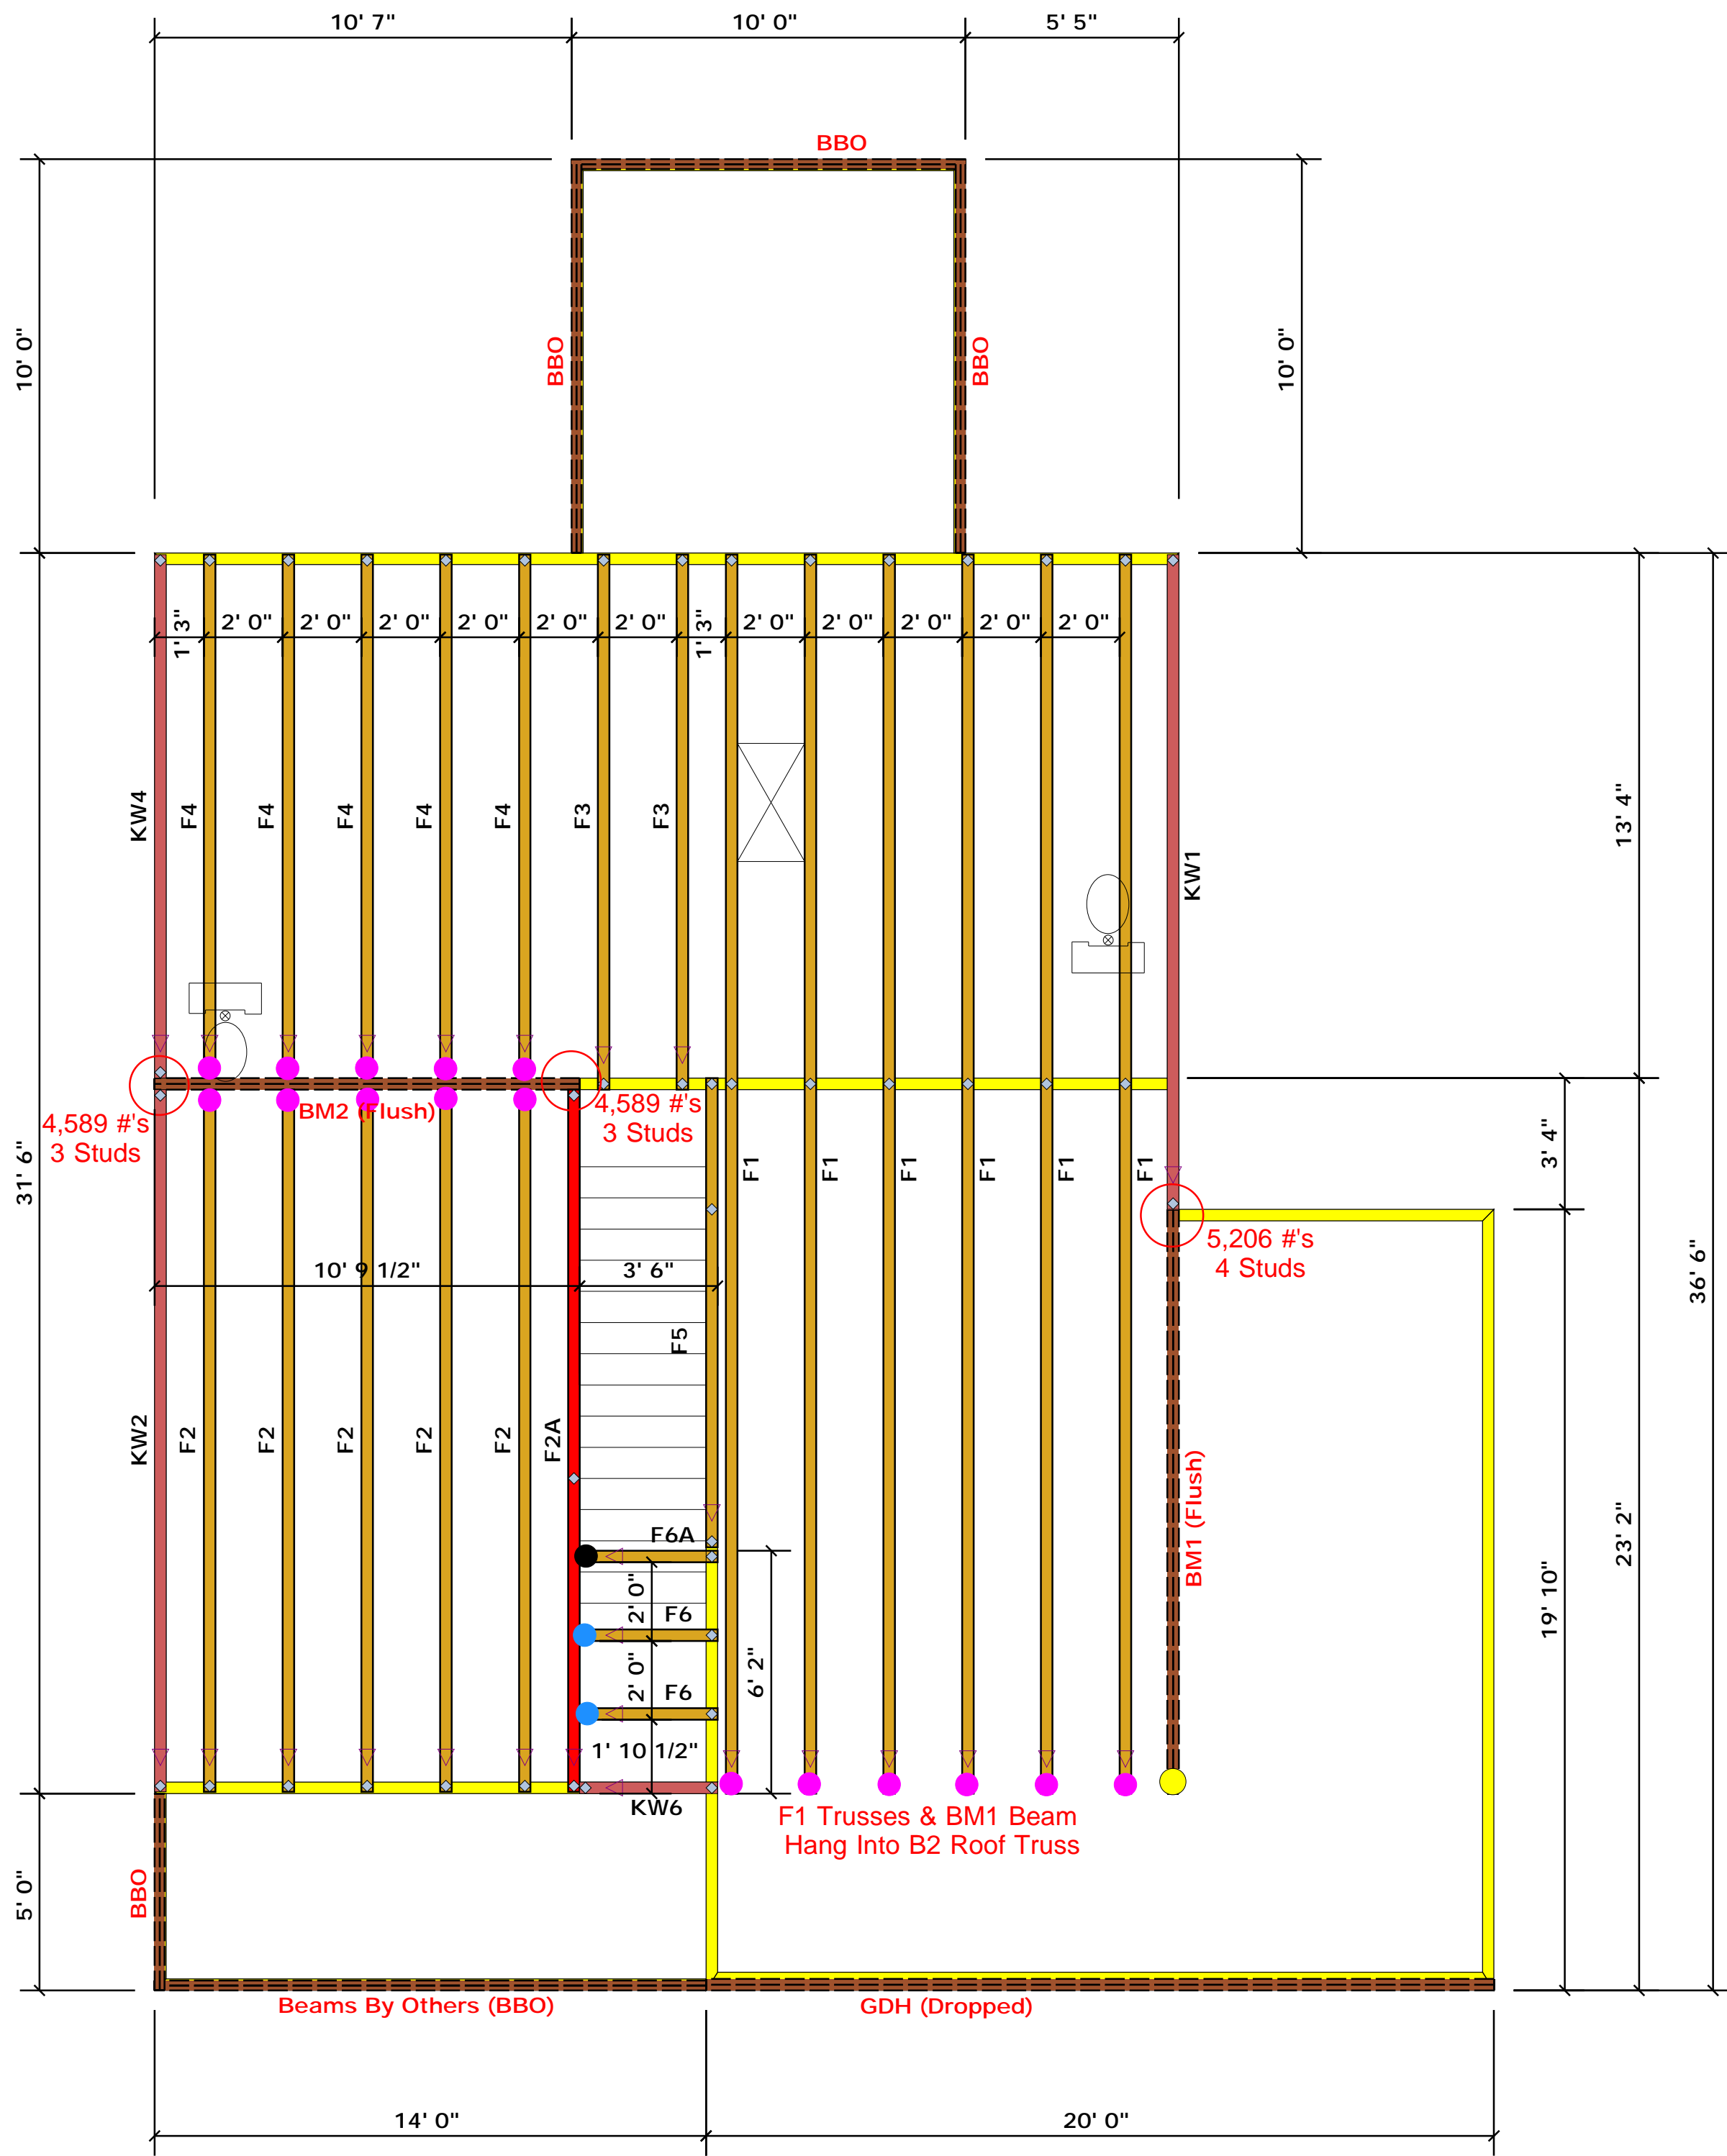 10' 7"
10' 0"
5' 5"
BBO
10' 0"
BBO
BBO
10' 0"
1' 3"
2' 0"
2' 0"
2' 0"
2' 0"
2' 0"
2' 0"
1' 3"
2' 0"
2' 0"
2' 0"
2' 0"
2' 0"
KW4
F4
F4
F4
F4
F4
F3
F3
KW1
13' 4"
BM2 (Flush)
4,589 #'s
3 Studs
4,589 #'s
3 Studs
31' 6"
F1
F1
F1
F1
F1
F1
3' 4"
5,206 #'s
4 Studs
36' 6"
10' 9 1/2"
3' 6"
F5
KW2
F2
F2
F2
F2
F2
F2A
BM1 (Flush)
23' 2"
19' 10"
F6A
2' 0"
F6
2' 0"
6' 2"
F6
1' 10 1/2"
KW6
F1 Trusses & BM1 Beam
Hang Into B2 Roof Truss
5' 0"
BBO
Beams By Others (BBO)
GDH (Dropped)
14' 0"
20' 0"